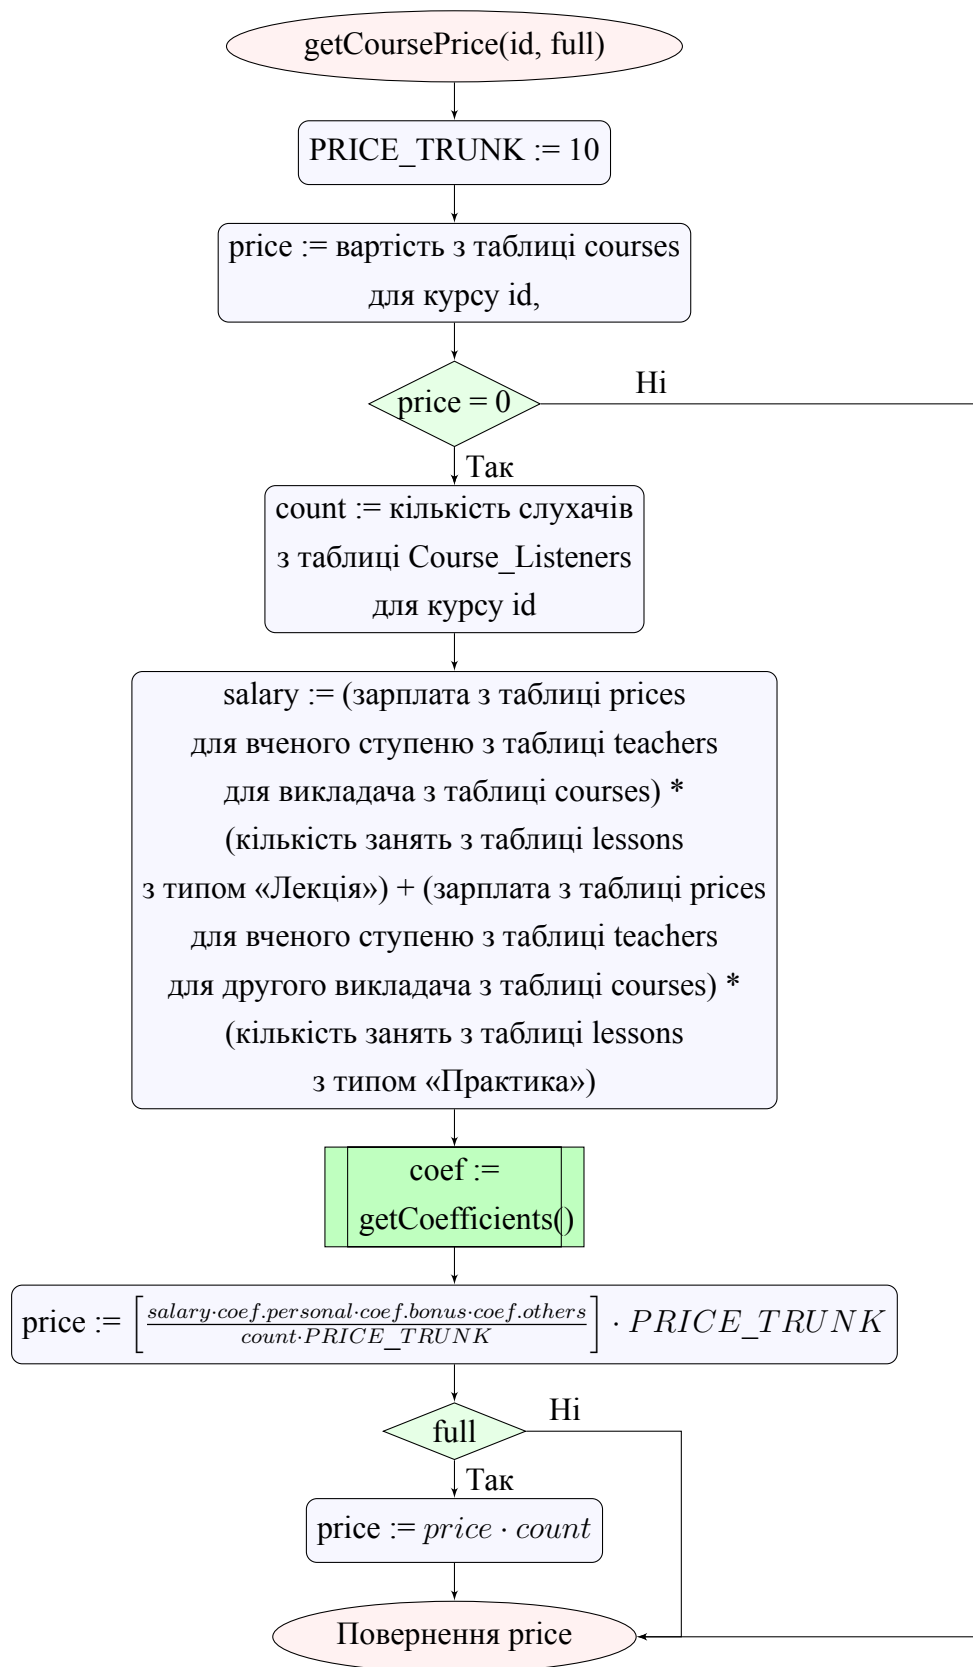 getCoursePrice(id, full)
PRICE_TRUNK := 10
price := вартість з таблиці courses
для курсу id,
price = 0
Ні
Так
count := кількість слухачів
з таблиці Course_Listeners
для курсу id
salary := (зарплата з таблиці prices
для вченого ступеню з таблиці teachers
для викладача з таблиці courses) *
(кількість занять з таблиці lessons
з типом «Лекція») + (зарплата з таблиці prices
для вченого ступеню з таблиці teachers
для другого викладача з таблиці courses) *
(кількість занять з таблиці lessons
з типом «Практика»)
coef :=
getCoefficients()
price := [salary·coef.personal·coef.bonus·coef.others / count·PRICE_TRUNK] · PRICE_TRUNK
full
Ні
Так
price := price · count
Повернення price